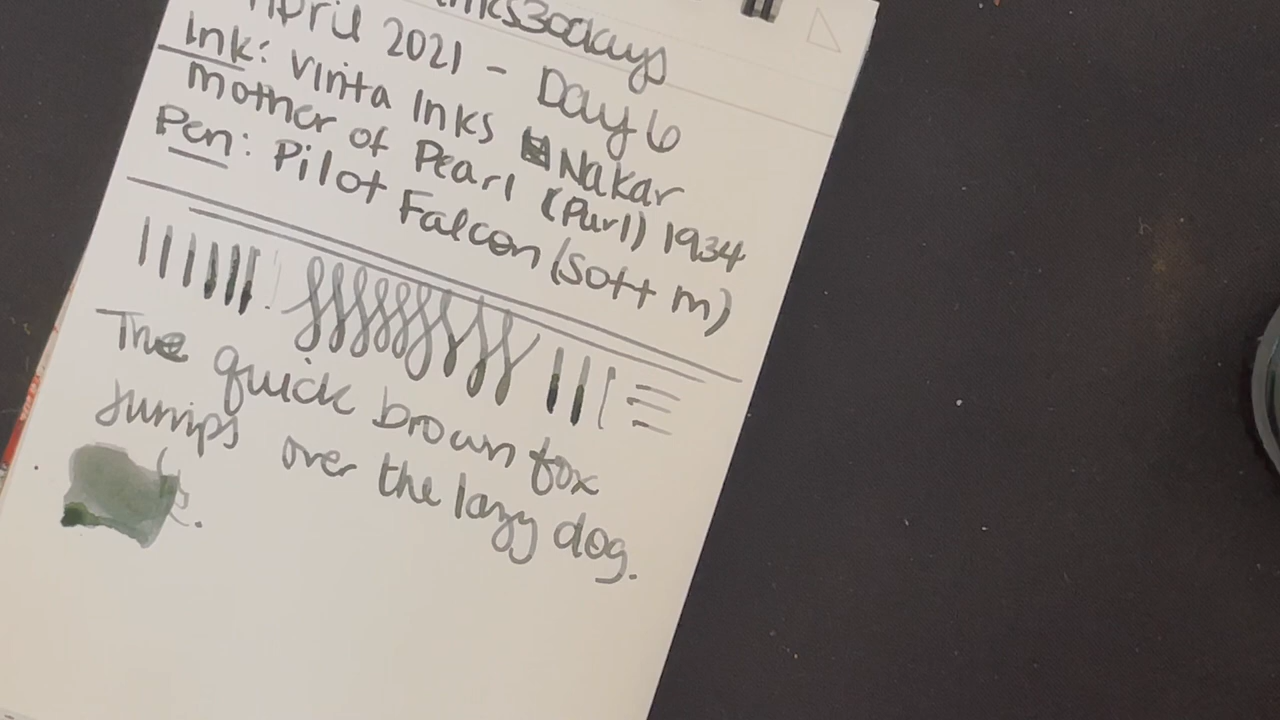 inks30days
April 2021 - Day 6
Ink: Vinta Inks Nakar
Mother of Pearl (Purl) 1934
Pen: Pilot Falcon (Soft M)
The quick brown fox
jumps over the lazy dog.